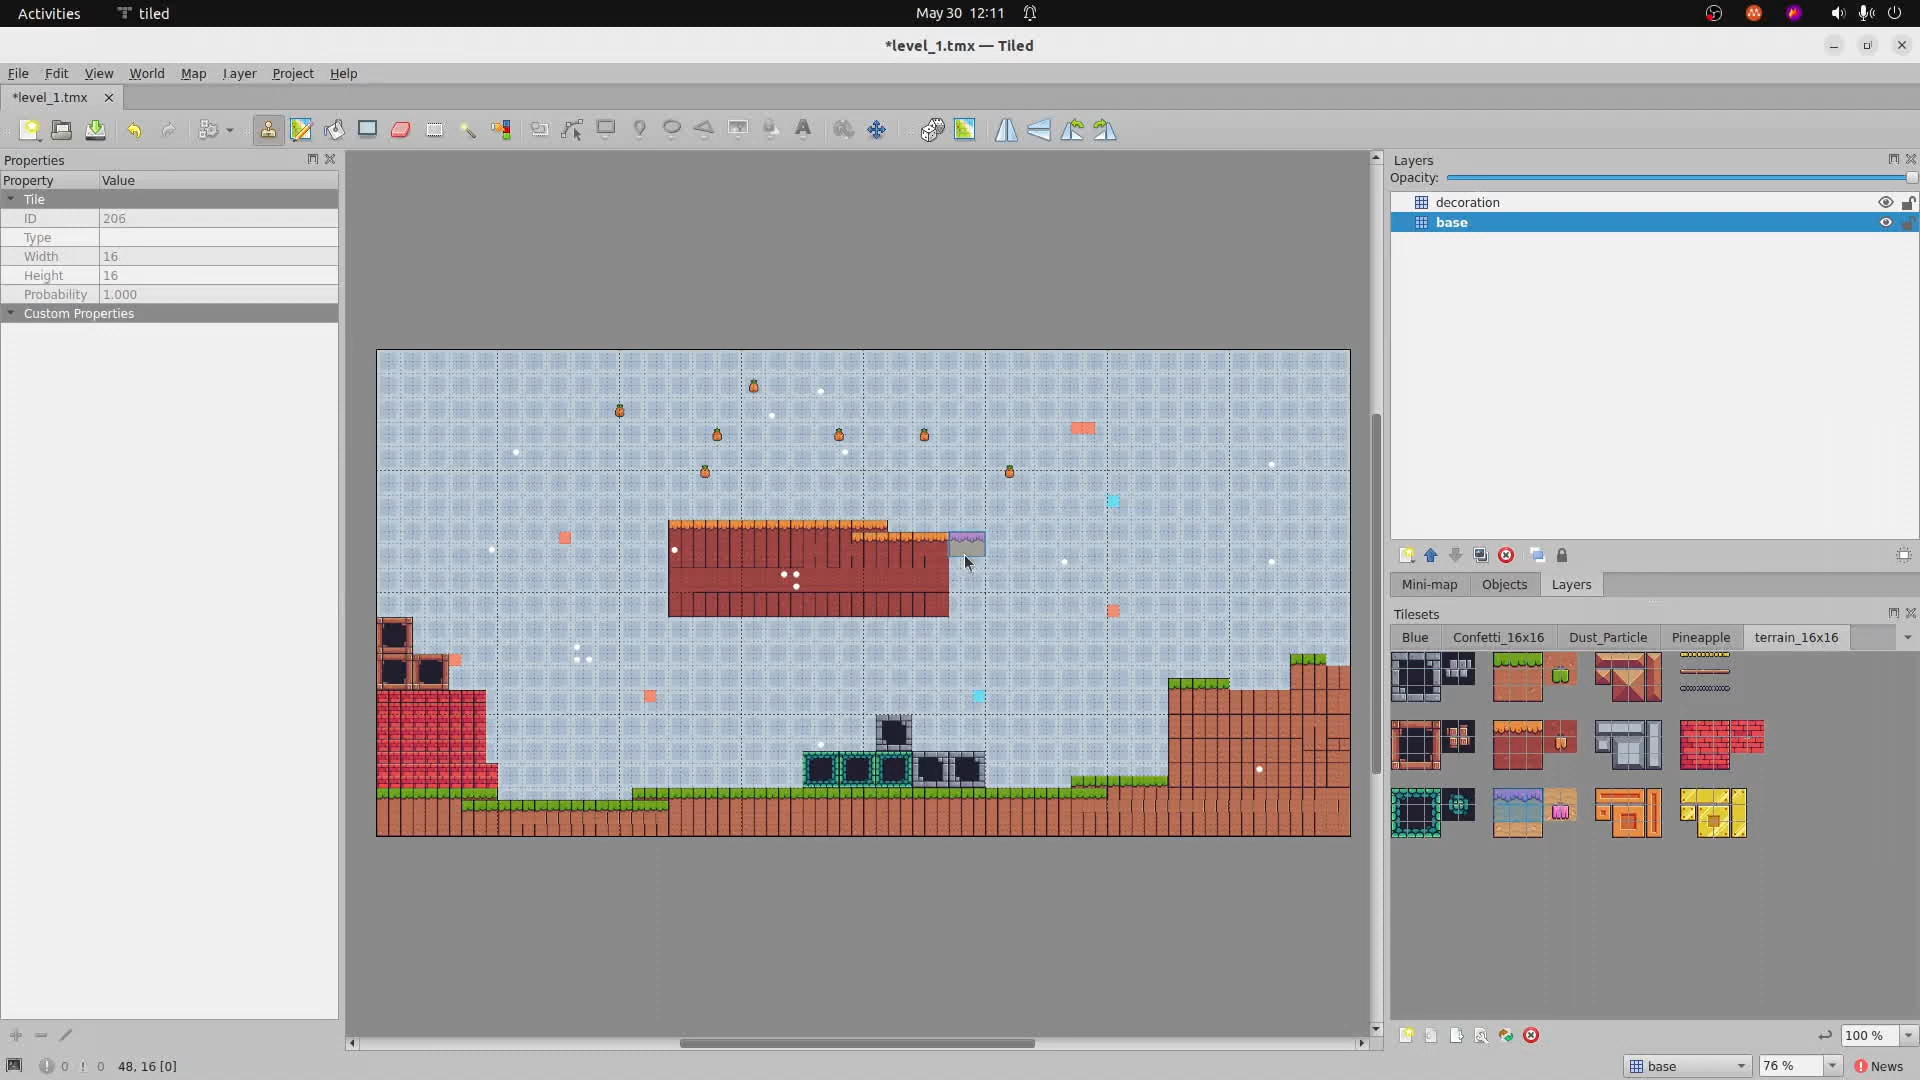 Activities tiled May 30 12:11
*level_1.tmx — Tiled
File Edit View World Map Layer Project Help
*level_1.tmx
Properties
Property Value
Tile
ID 206
Type
Width 16
Height 16
Probability 1.000
Custom Properties
Layers
Opacity:
decoration
base
Mini-map Objects Layers
Tilesets
Blue Confetti_16x16 Dust_Particle Pineapple terrain_16x16
100 %
0 0 48, 16 [0] base 76 % News